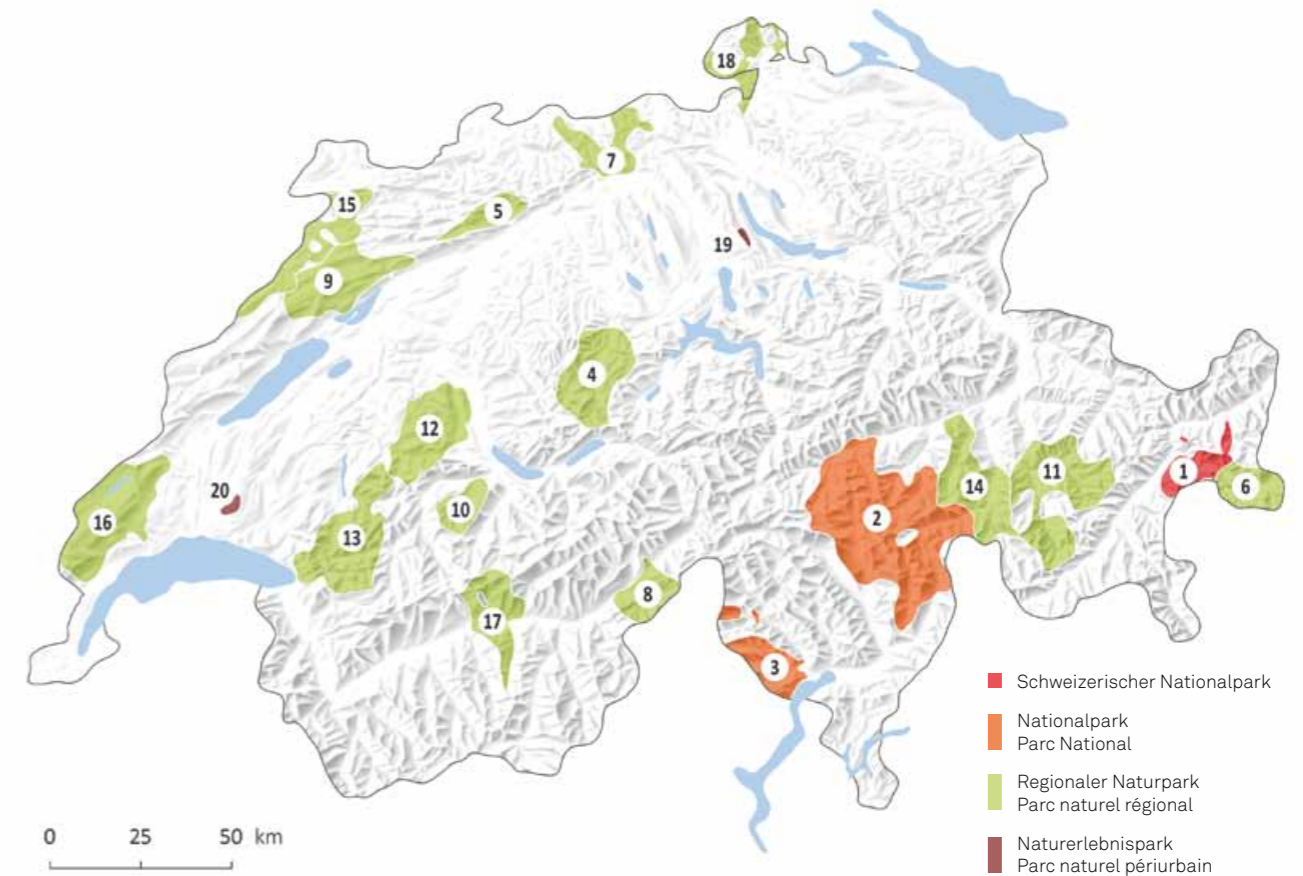 18
7
15
5
19
9
4
12
1
11
6
14
20
10
2
16
13
8
17
3
Schweizerischer Nationalpark
Nationalpark
Parc National
Regionaler Naturpark
Parc naturel régional
Naturerlebnispark
Parc naturel périurbain
0 25 50 km